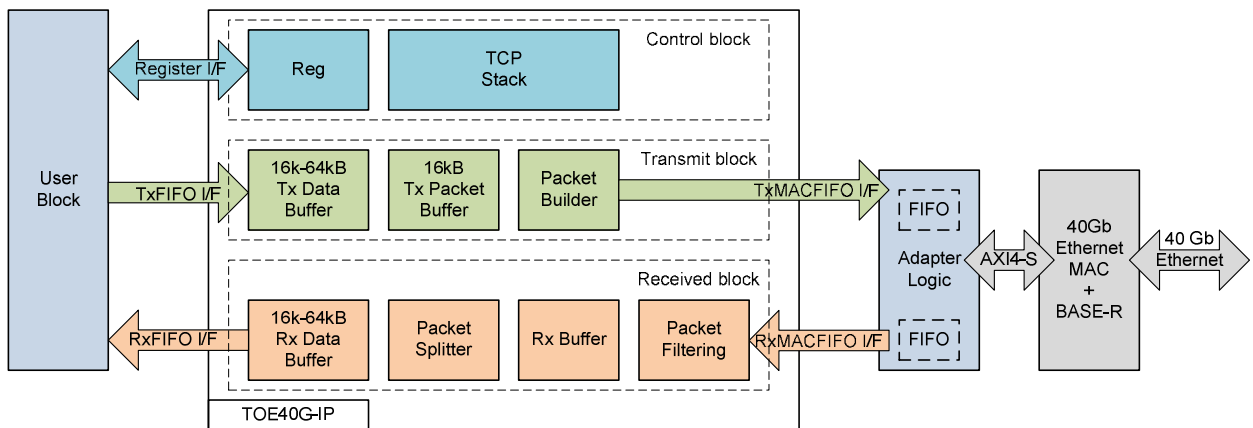 User
Block
Register I/F
Control block
Reg
TCP
Stack
TxFIFO I/F
Transmit block
16k-64kB
Tx Data
Buffer
16kB
Tx Packet
Buffer
Packet
Builder
TxMACFIFO I/F
RxFIFO I/F
Received block
16k-64kB
Rx Data
Buffer
Packet
Splitter
Rx Buffer
Packet
Filtering
RxMACFIFO I/F
TOE40G-IP
FIFO
Adapter
Logic
FIFO
AXI4-S
40Gb
Ethernet
MAC
+
BASE-R
40 Gb
Ethernet